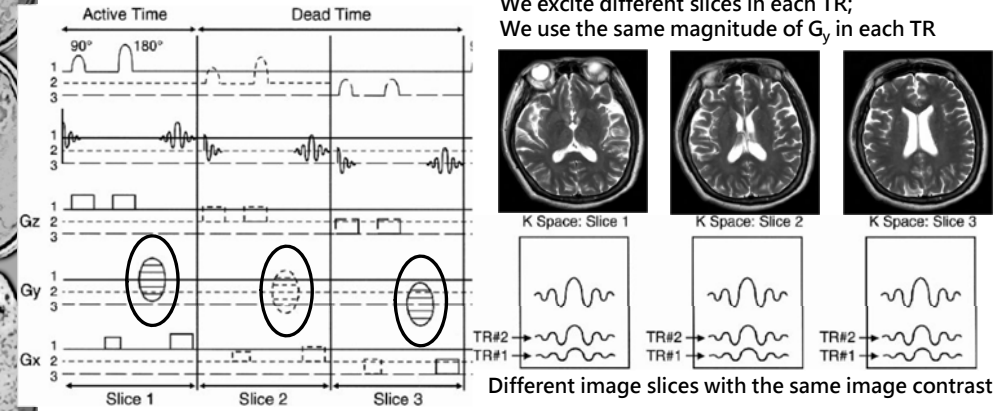 We excite different slices in each TR;
We use the same magnitude of Gy in each TR
Active Time
Dead Time
90°
180°
1
2
3
1
2
3
Gz
1
2
3
Gy
1
2
3
Gx
1
2
3
Slice 1
Slice 2
Slice 3
K Space: Slice 1
K Space: Slice 2
K Space: Slice 3
TR#2
TR#1
TR#2
TR#1
TR#2
TR#1
Different image slices with the same image contrast